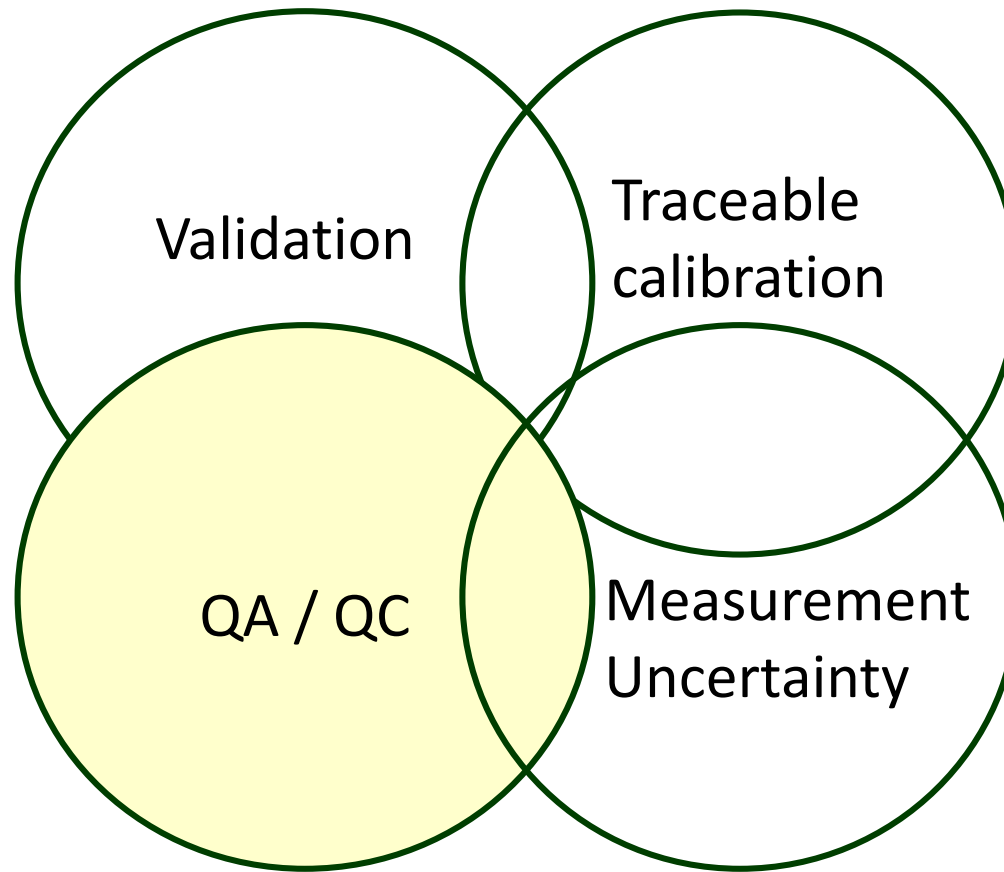 Validation
Traceable
calibration
QA / QC
Measurement
Uncertainty